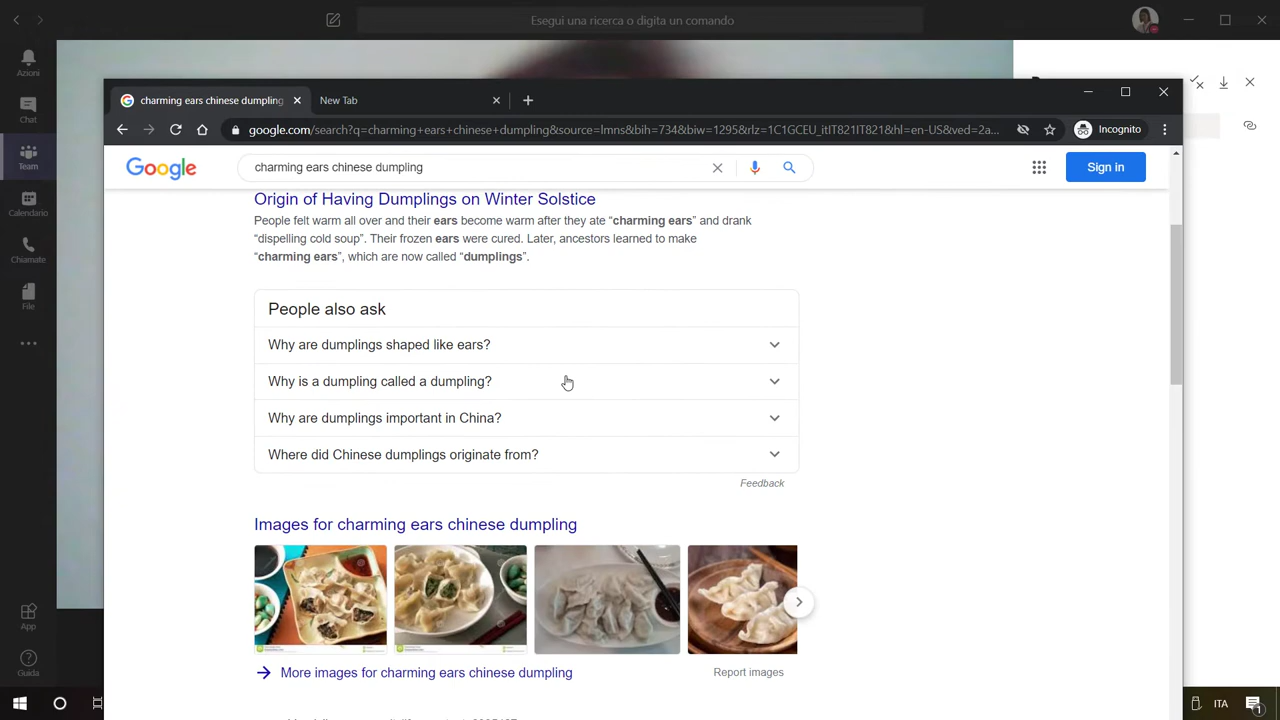 Esegui una ricerca o digita un comando
Azioni
Chat
Team
Calendario
Chiamate
File
App
Guida
charming ears chinese dumpling
New Tab
google.com/search?q=charming+ears+chinese+dumpling&source=lmns&bih=734&biw=1295&rlz=1C1GCEU_itIT821IT821&hl=en-US&ved=2a...
Incognito
Google
charming ears chinese dumpling
Sign in
Origin of Having Dumplings on Winter Solstice
People felt warm all over and their ears become warm after they ate “charming ears” and drank
“dispelling cold soup”. Their frozen ears were cured. Later, ancestors learned to make
“charming ears”, which are now called “dumplings”.
People also ask
Why are dumplings shaped like ears?
Why is a dumpling called a dumpling?
Why are dumplings important in China?
Where did Chinese dumplings originate from?
Feedback
Images for charming ears chinese dumpling
More images for charming ears chinese dumpling
Report images
ITA
1